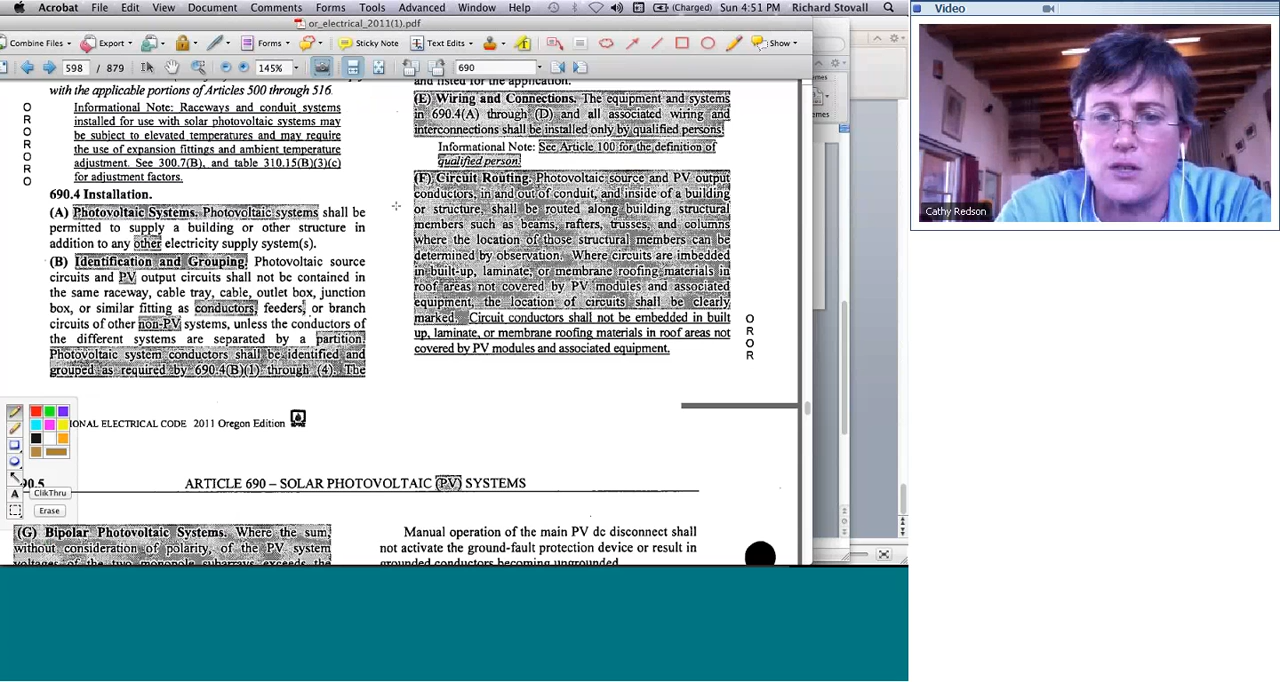 Acrobat File Edit View Document Comments Forms Tools Advanced Window Help (Charged) Sun 4:51 PM Richard Stovall
or_electrical_2011(1).pdf
Combine Files Export Forms Sticky Note Text Edits Show
598 / 879 145% 690
with the applicable portions of Articles 500 through 516.
O
R
O
R
O
R
O
Informational Note: Raceways and conduit systems
installed for use with solar photovoltaic systems may
be subject to elevated temperatures and may require
the use of expansion fittings and ambient temperature
adjustment. See 300.7(B), and table 310.15(B)(3)(c)
for adjustment factors.
690.4 Installation.
(A) Photovoltaic Systems. Photovoltaic systems shall be
permitted to supply a building or other structure in
addition to any other electricity supply system(s).
(B) Identification and Grouping. Photovoltaic source
circuits and PV output circuits shall not be contained in
the same raceway, cable tray, cable, outlet box, junction
box, or similar fitting as conductors, feeders, or branch
circuits of other non-PV systems, unless the conductors of
the different systems are separated by a partition.
Photovoltaic system conductors shall be identified and
grouped as required by 690.4(B)(1) through (4). The
and listed for the application.
(E) Wiring and Connections. The equipment and systems
in 690.4(A) through (D) and all associated wiring and
interconnections shall be installed only by qualified persons.
Informational Note: See Article 100 for the definition of
qualified person.
(F) Circuit Routing. Photovoltaic source and PV output
conductors, in and out of conduit, and inside of a building
or structure, shall be routed along building structural
members such as beams, rafters, trusses, and columns
where the location of those structural members can be
determined by observation. Where circuits are imbedded
in built-up, laminate, or membrane roofing materials in
roof areas not covered by PV modules and associated
equipment, the location of circuits shall be clearly
marked. Circuit conductors shall not be embedded in built
up, laminate, or membrane roofing materials in roof areas not
covered by PV modules and associated equipment.
O
R
O
R
IONAL ELECTRICAL CODE 2011 Oregon Edition
90.5 ARTICLE 690 – SOLAR PHOTOVOLTAIC (PV) SYSTEMS
(G) Bipolar Photovoltaic Systems. Where the sum,
without consideration of polarity, of the PV system
voltages of the two monopole subarrays exceeds the
Manual operation of the main PV dc disconnect shall
not activate the ground-fault protection device or result in
grounded conductors becoming ungrounded.
A
ClikThru
Erase
emes
emes
Video
Cathy Redson